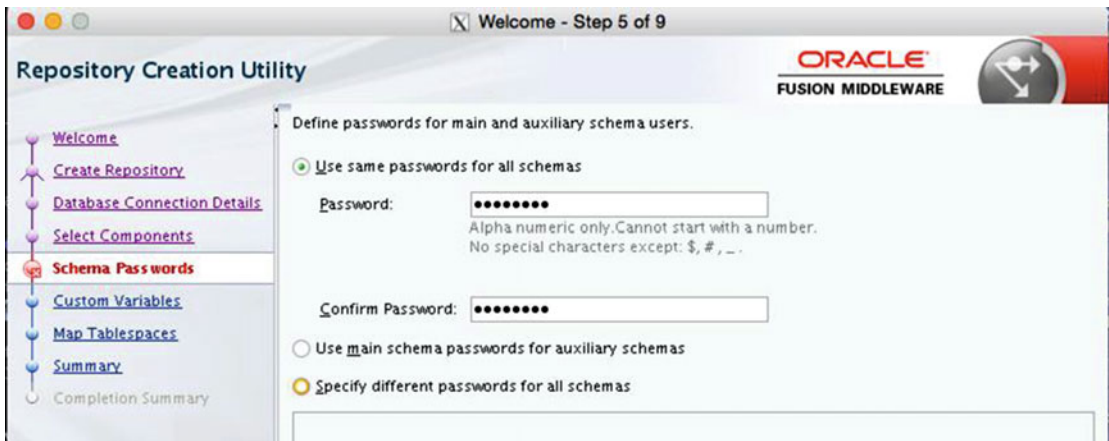 Welcome - Step 5 of 9
Repository Creation Utility
ORACLE
FUSION MIDDLEWARE
Welcome
Create Repository
Database Connection Details
Select Components
Schema Passwords
Custom Variables
Map Tablespaces
Summary
Completion Summary
Define passwords for main and auxiliary schema users.
Use same passwords for all schemas
Password: ••••••••
Alpha numeric only.Cannot start with a number.
No special characters except: $, #, _ .
Confirm Password: ••••••••
Use main schema passwords for auxiliary schemas
Specify different passwords for all schemas